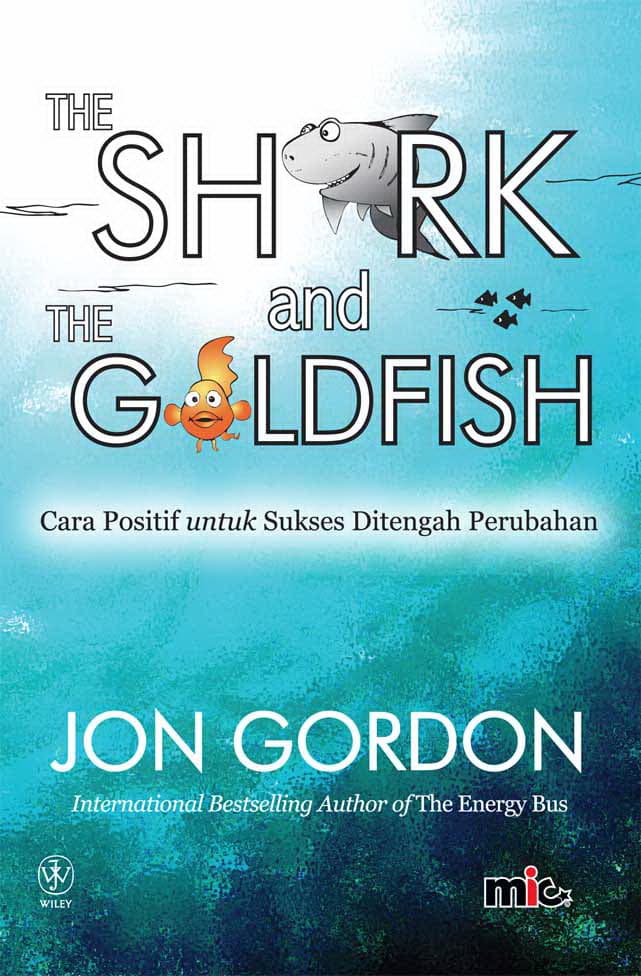 THE
SHARK
and
THE
GOLDFISH
Cara Positif untuk Sukses Ditengah Perubahan
JON GORDON
International Bestselling Author of The Energy Bus
WILEY
mic